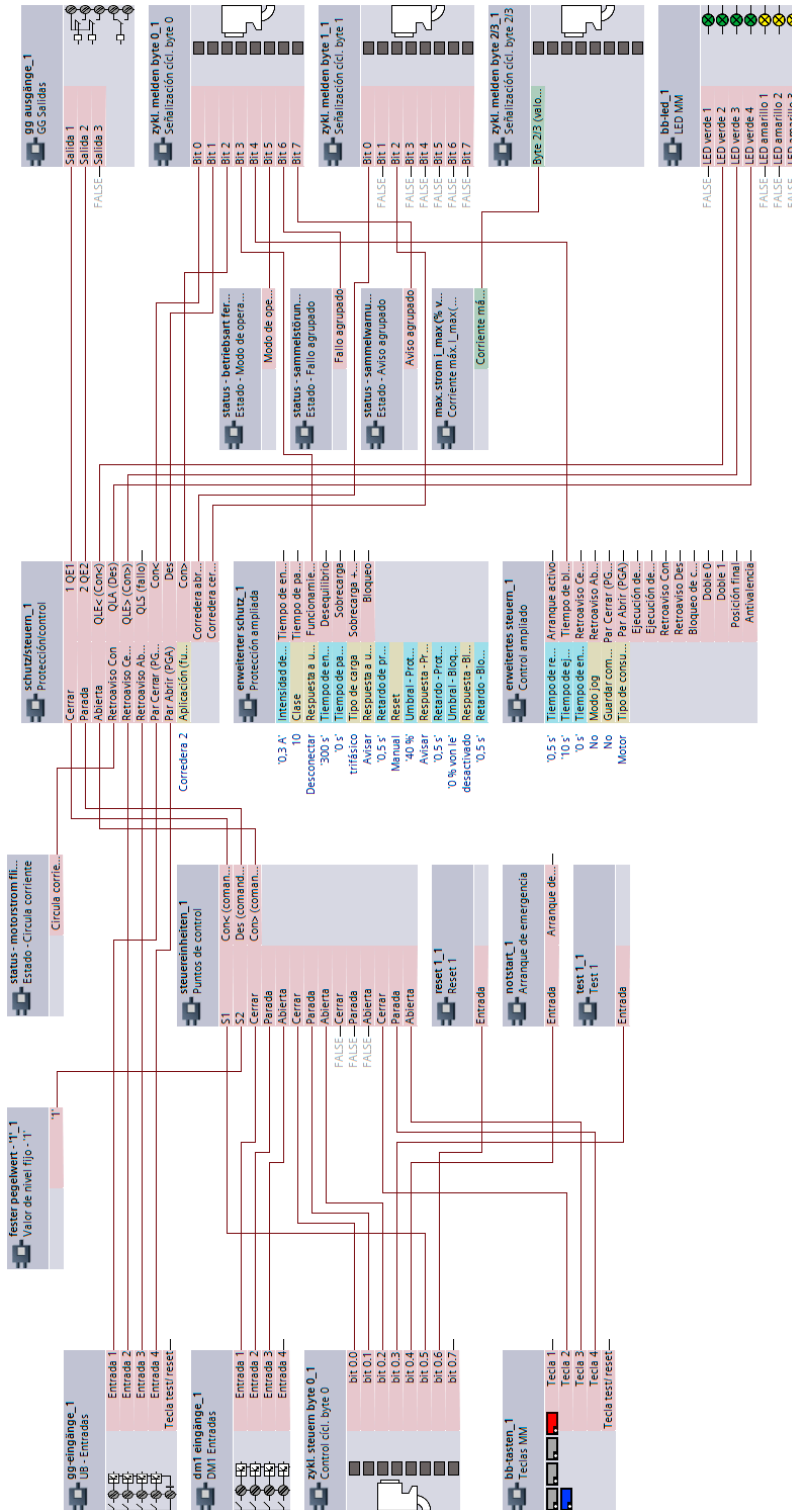 gg-eingänge_1
UB - Entradas
Entrada 1
Entrada 2
Entrada 3
Entrada 4
Tecla test/reset
dm1 eingänge_1
DM1 Entradas
Entrada 1
Entrada 2
Entrada 3
Entrada 4
zykl. steuern byte 0_1
Control cícl. byte 0
bit 0.0
bit 0.1
bit 0.2
bit 0.3
bit 0.4
bit 0.5
bit 0.6
bit 0.7
bb-tasten_1
Teclas MM
Tecla 1
Tecla 2
Tecla 3
Tecla 4
Tecla test/reset
fester pegelwert - '1'_1
Valor de nivel fijo - '1'
'1'
status - motorstrom fli...
Estado - Circula corriente
Circula corrie...
steuereinheiten_1
Puntos de control
S1 Con< (coman...
S2 Des (comand...
Cerrar Con> (coman...
Parada
Abierta
Cerrar
Parada
Abierta
FALSE Cerrar
FALSE Parada
FALSE Abierta
Cerrar
Parada
Abierta
reset 1_1
Reset 1
Entrada
notstart_1
Arranque de emergencia
Entrada Arranque de...
test 1_1
Test 1
Entrada
schutz/steuern_1
Protección/control
Cerrar 1 QE1
Parada 2 QE2
Abierta QLE< (Con<)
Retroaviso Con QLA (Des)
Retroaviso Ce... QLE> (Con>)
Retroaviso Ab... QLS (fallo)
Par Cerrar (PG... Con<
Par Abrir (PGA) Des
Corredera 2 Aplicación (fu... Con>
Corredera abr...
Corredera cer...
erweiterter schutz_1
Protección ampliada
'0,3 A' Intensidad de... Tiempo de en...
10 Clase Tiempo de pa...
Desconectar Respuesta a u... Funcionamie...
'300 s' Tiempo de en... Desequilibrio
'0 s' Tiempo de pa... Sobrecarga
trifásico Tipo de carga Sobrecarga +...
Avisar Respuesta a u... Bloqueo
'0,5 s' Retardo de pr...
Manual Reset
'40 %' Umbral - Prot...
Avisar Respuesta - Pr...
'0,5 s' Retardo - Prot...
'0 % von Ie' Umbral - Bloq...
desactivado Respuesta - Bl...
'0,5 s' Retardo - Blo...
erweitertes steuern_1
Control ampliado
'0,5 s' Tiempo de re... Arranque activo
'10 s' Tiempo de ej... Tiempo de bl...
'0 s' Tiempo de en... Retroaviso Ce...
No Modo jog Retroaviso Ab...
No Guardar com... Par Cerrar (PG...
Motor Tipo de consu... Par Abrir (PGA)
Ejecución de...
Ejecución de...
Retroaviso Con
Retroaviso Des
Bloqueo de c...
Doble 0
Doble 1
Posición final
Antivalencia
status - betriebsart fer...
Estado - Modo de opera...
Modo de ope...
status - sammelstörun...
Estado - Fallo agrupado
Fallo agrupado
status - sammelwarnu...
Estado - Aviso agrupado
Aviso agrupado
max. strom i_max (% v...
Corriente máx. I_max(...
Corriente má...
gg ausgänge_1
GG Salidas
Salida 1
Salida 2
FALSE Salida 3
zykl. melden byte 0_1
Señalización cícl. byte 0
Bit 0
Bit 1
Bit 2
Bit 3
Bit 4
Bit 5
Bit 6
Bit 7
zykl. melden byte 1_1
Señalización cícl. byte 1
Bit 0
FALSE Bit 1
Bit 2
FALSE Bit 3
FALSE Bit 4
FALSE Bit 5
FALSE Bit 6
FALSE Bit 7
zykl. melden byte 2/3_1
Señalización cícl. byte 2/3
Byte 2/3 (valo...
bb-led_1
LED MM
FALSE LED verde 1
LED verde 2
LED verde 3
LED verde 4
FALSE LED amarillo 1
FALSE LED amarillo 2
FALSE LED amarillo 3